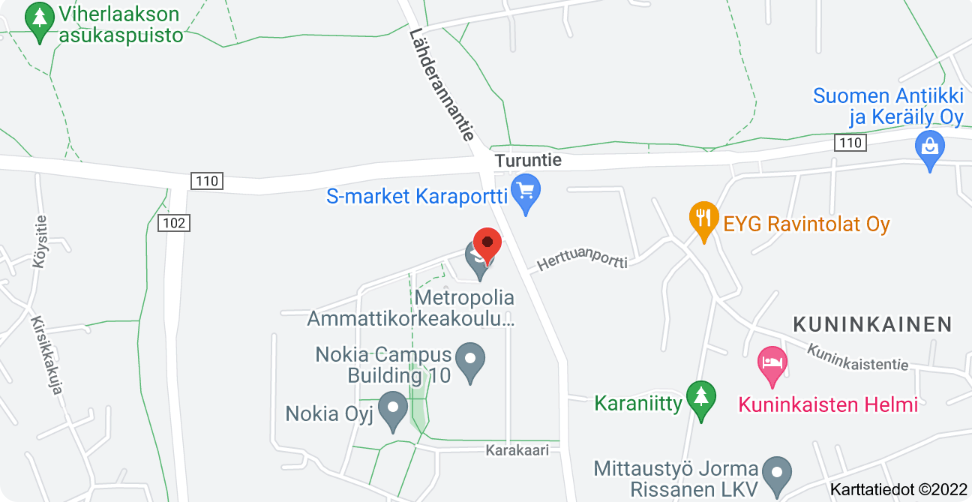 Viherlaakson
asukaspuisto
Lähderannantie
Suomen Antiikki
ja Keräily Oy
110
Turuntie
110
S-market Karaportti
102
EYG Ravintolat Oy
Köysitie
Herttuanportti
Metropolia
Ammattikorkeakoulu...
KUNINKAINEN
Kirsikkakuja
Nokia Campus
Building 10
Kuninkaistentie
Nokia Oyj
Karaniitty
Kuninkaisten Helmi
Karakaari
Mittaustyö Jorma
Rissanen LKV
Karttatiedot ©2022